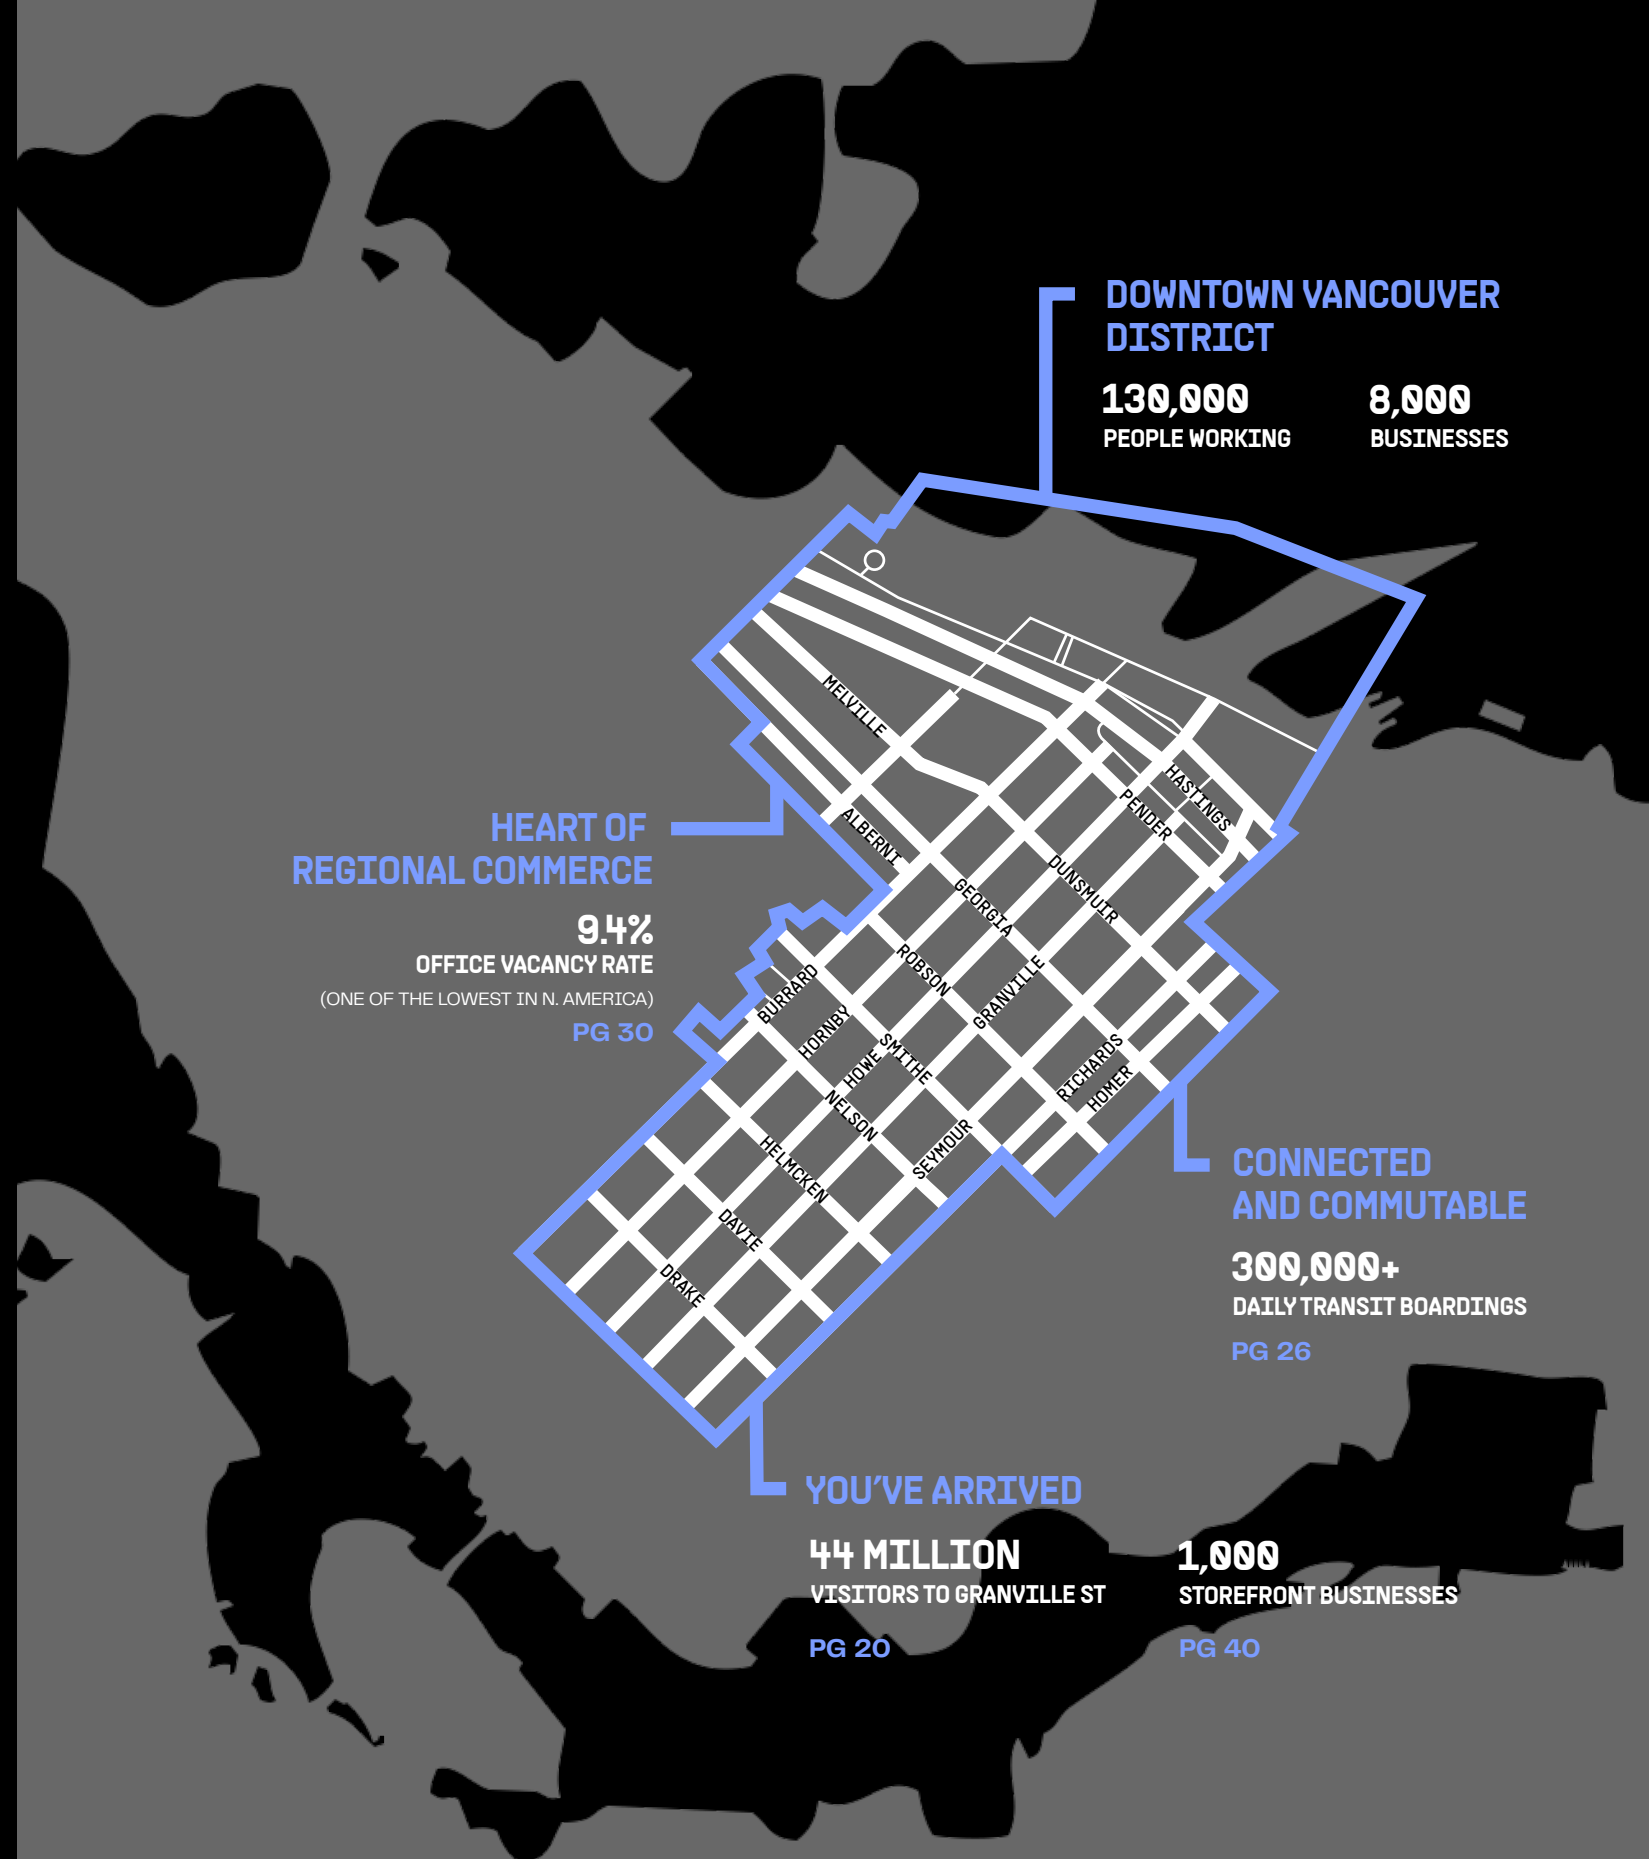 DOWNTOWN VANCOUVER
DISTRICT
130,000
PEOPLE WORKING
8,000
BUSINESSES
MELVILLE
HASTINGS
PENDER
ALBERNI
DUNSMUIR
GEORGIA
ROBSON
GRANVILLE
BURRARD
HORNBY
HOWE
SMITHE
RICHARDS
HOMER
NELSON
SEYMOUR
HELMCKEN
DAVIE
DRAKE
HEART OF
REGIONAL COMMERCE
9.4%
OFFICE VACANCY RATE
(ONE OF THE LOWEST IN N. AMERICA)
PG 30
CONNECTED
AND COMMUTABLE
300,000+
DAILY TRANSIT BOARDINGS
PG 26
YOU’VE ARRIVED
44 MILLION
VISITORS TO GRANVILLE ST
PG 20
1,000
STOREFRONT BUSINESSES
PG 40